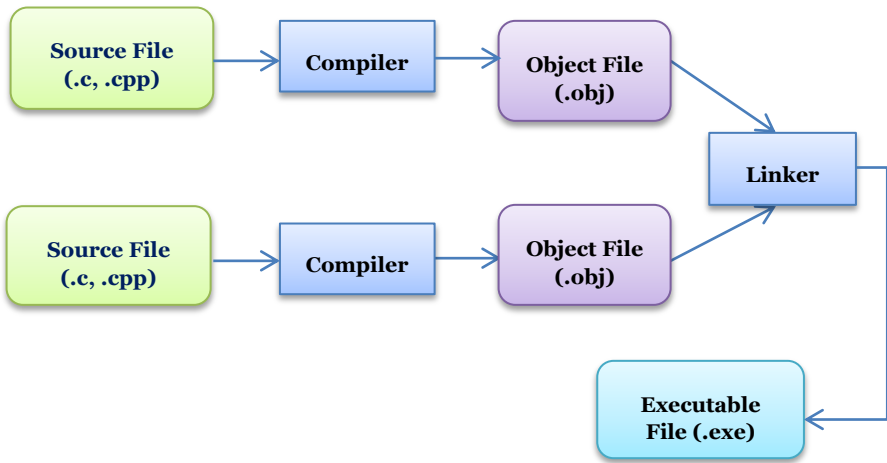 Source File
(.c, .cpp)
Compiler
Object File
(.obj)
Linker
Source File
(.c, .cpp)
Compiler
Object File
(.obj)
Executable
File (.exe)